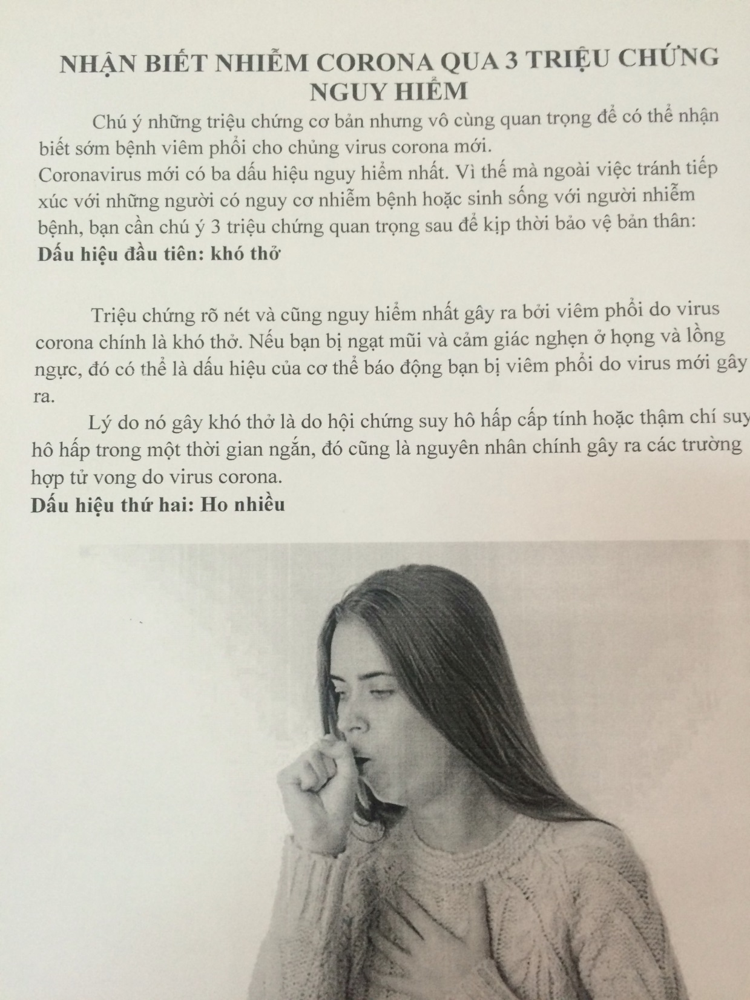 NHẬN BIẾT NHIỄM CORONA QUA 3 TRIỆU CHỨNG
NGUY HIỂM
Chú ý những triệu chứng cơ bản nhưng vô cùng quan trọng để có thể nhận
biết sớm bệnh viêm phổi cho chủng virus corona mới.
Coronavirus mới có ba dấu hiệu nguy hiểm nhất. Vì thế mà ngoài việc tránh tiếp
xúc với những người có nguy cơ nhiễm bệnh hoặc sinh sống với người nhiễm
bệnh, bạn cần chú ý 3 triệu chứng quan trọng sau để kịp thời bảo vệ bản thân:
Dấu hiệu đầu tiên: khó thở
Triệu chứng rõ nét và cũng nguy hiểm nhất gây ra bởi viêm phổi do virus
corona chính là khó thở. Nếu bạn bị ngạt mũi và cảm giác nghẹn ở họng và lồng
ngực, đó có thể là dấu hiệu của cơ thể báo động bạn bị viêm phổi do virus mới gây
ra.
Lý do nó gây khó thở là do hội chứng suy hô hấp cấp tính hoặc thậm chí suy
hô hấp trong một thời gian ngắn, đó cũng là nguyên nhân chính gây ra các trường
hợp tử vong do virus corona.
Dấu hiệu thứ hai: Ho nhiều